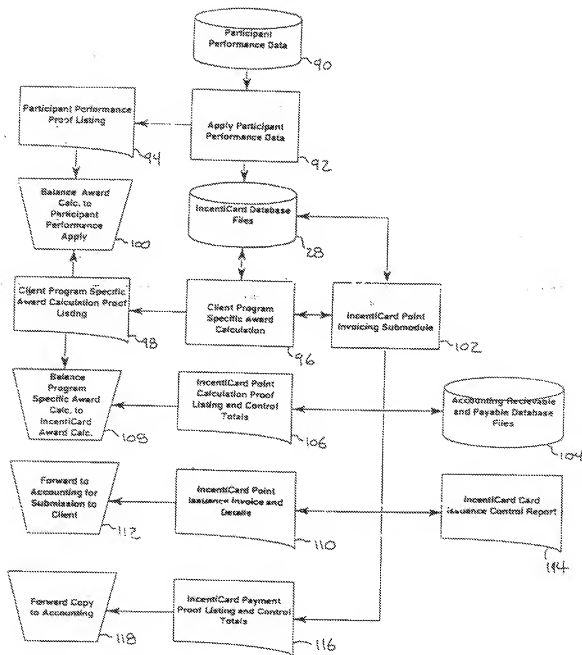 Participant
Performance Data
90
Participant Performance
Proof Listing
94
Apply Participant
Performance Data
92
Balance Award
Calc. to
Participant
Performance
Apply
100
IncentiCard Database
Files
28
Client Program Specific
Award Calculation Proof
Listing
98
Client Program
Specific Award
Calculation
96
IncentiCard Point
Invoicing Submodule
102
Balance
Program
Specific Award
Calc. to
IncentiCard
Award Calc.
108
IncentiCard Point
Calculation Proof
Listing and Control
Totals
106
Accounting Recievable
and Payable Database
Files
104
Forward to
Accounting for
Submission to
Client
112
IncentiCard Point
Issuance Invoice and
Details
110
IncentiCard Card
Issuance Control Report
114
Forward Copy
to Accounting
118
IncentiCard Payment
Proof Listing and Control
Totals
116